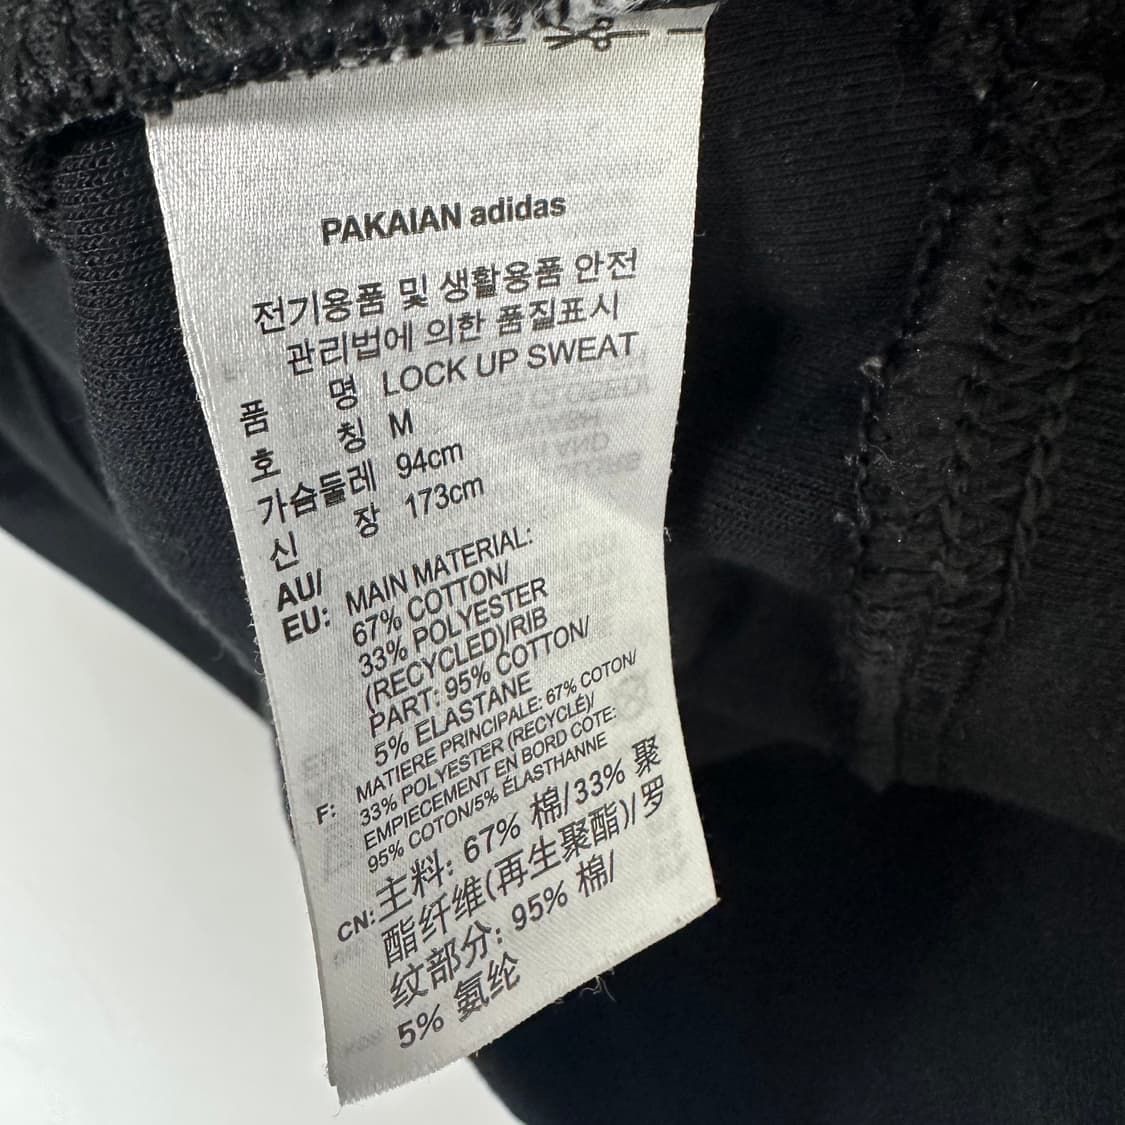 PAKAIAN adidas
전기용품 및 생활용품 안전
관리법에 의한 품질표시
품 명 LOCK UP SWEAT
호 칭 M
가슴둘레 94cm
신 장 173cm
AU/
EU: MAIN MATERIAL:
67% COTTON/
33% POLYESTER
(RECYCLED)/RIB
PART: 95% COTTON/
5% ELASTANE
F: MATIERE PRINCIPALE: 67% COTON/
33% POLYESTER (RECYCLÉ)/
EMPIECEMENT EN BORD COTE:
95% COTON/5% ÉLASTHANNE
CN: 主料: 67% 棉/33% 聚
酯纤维(再生聚酯)/罗
纹部分: 95% 棉/
5% 氨纶